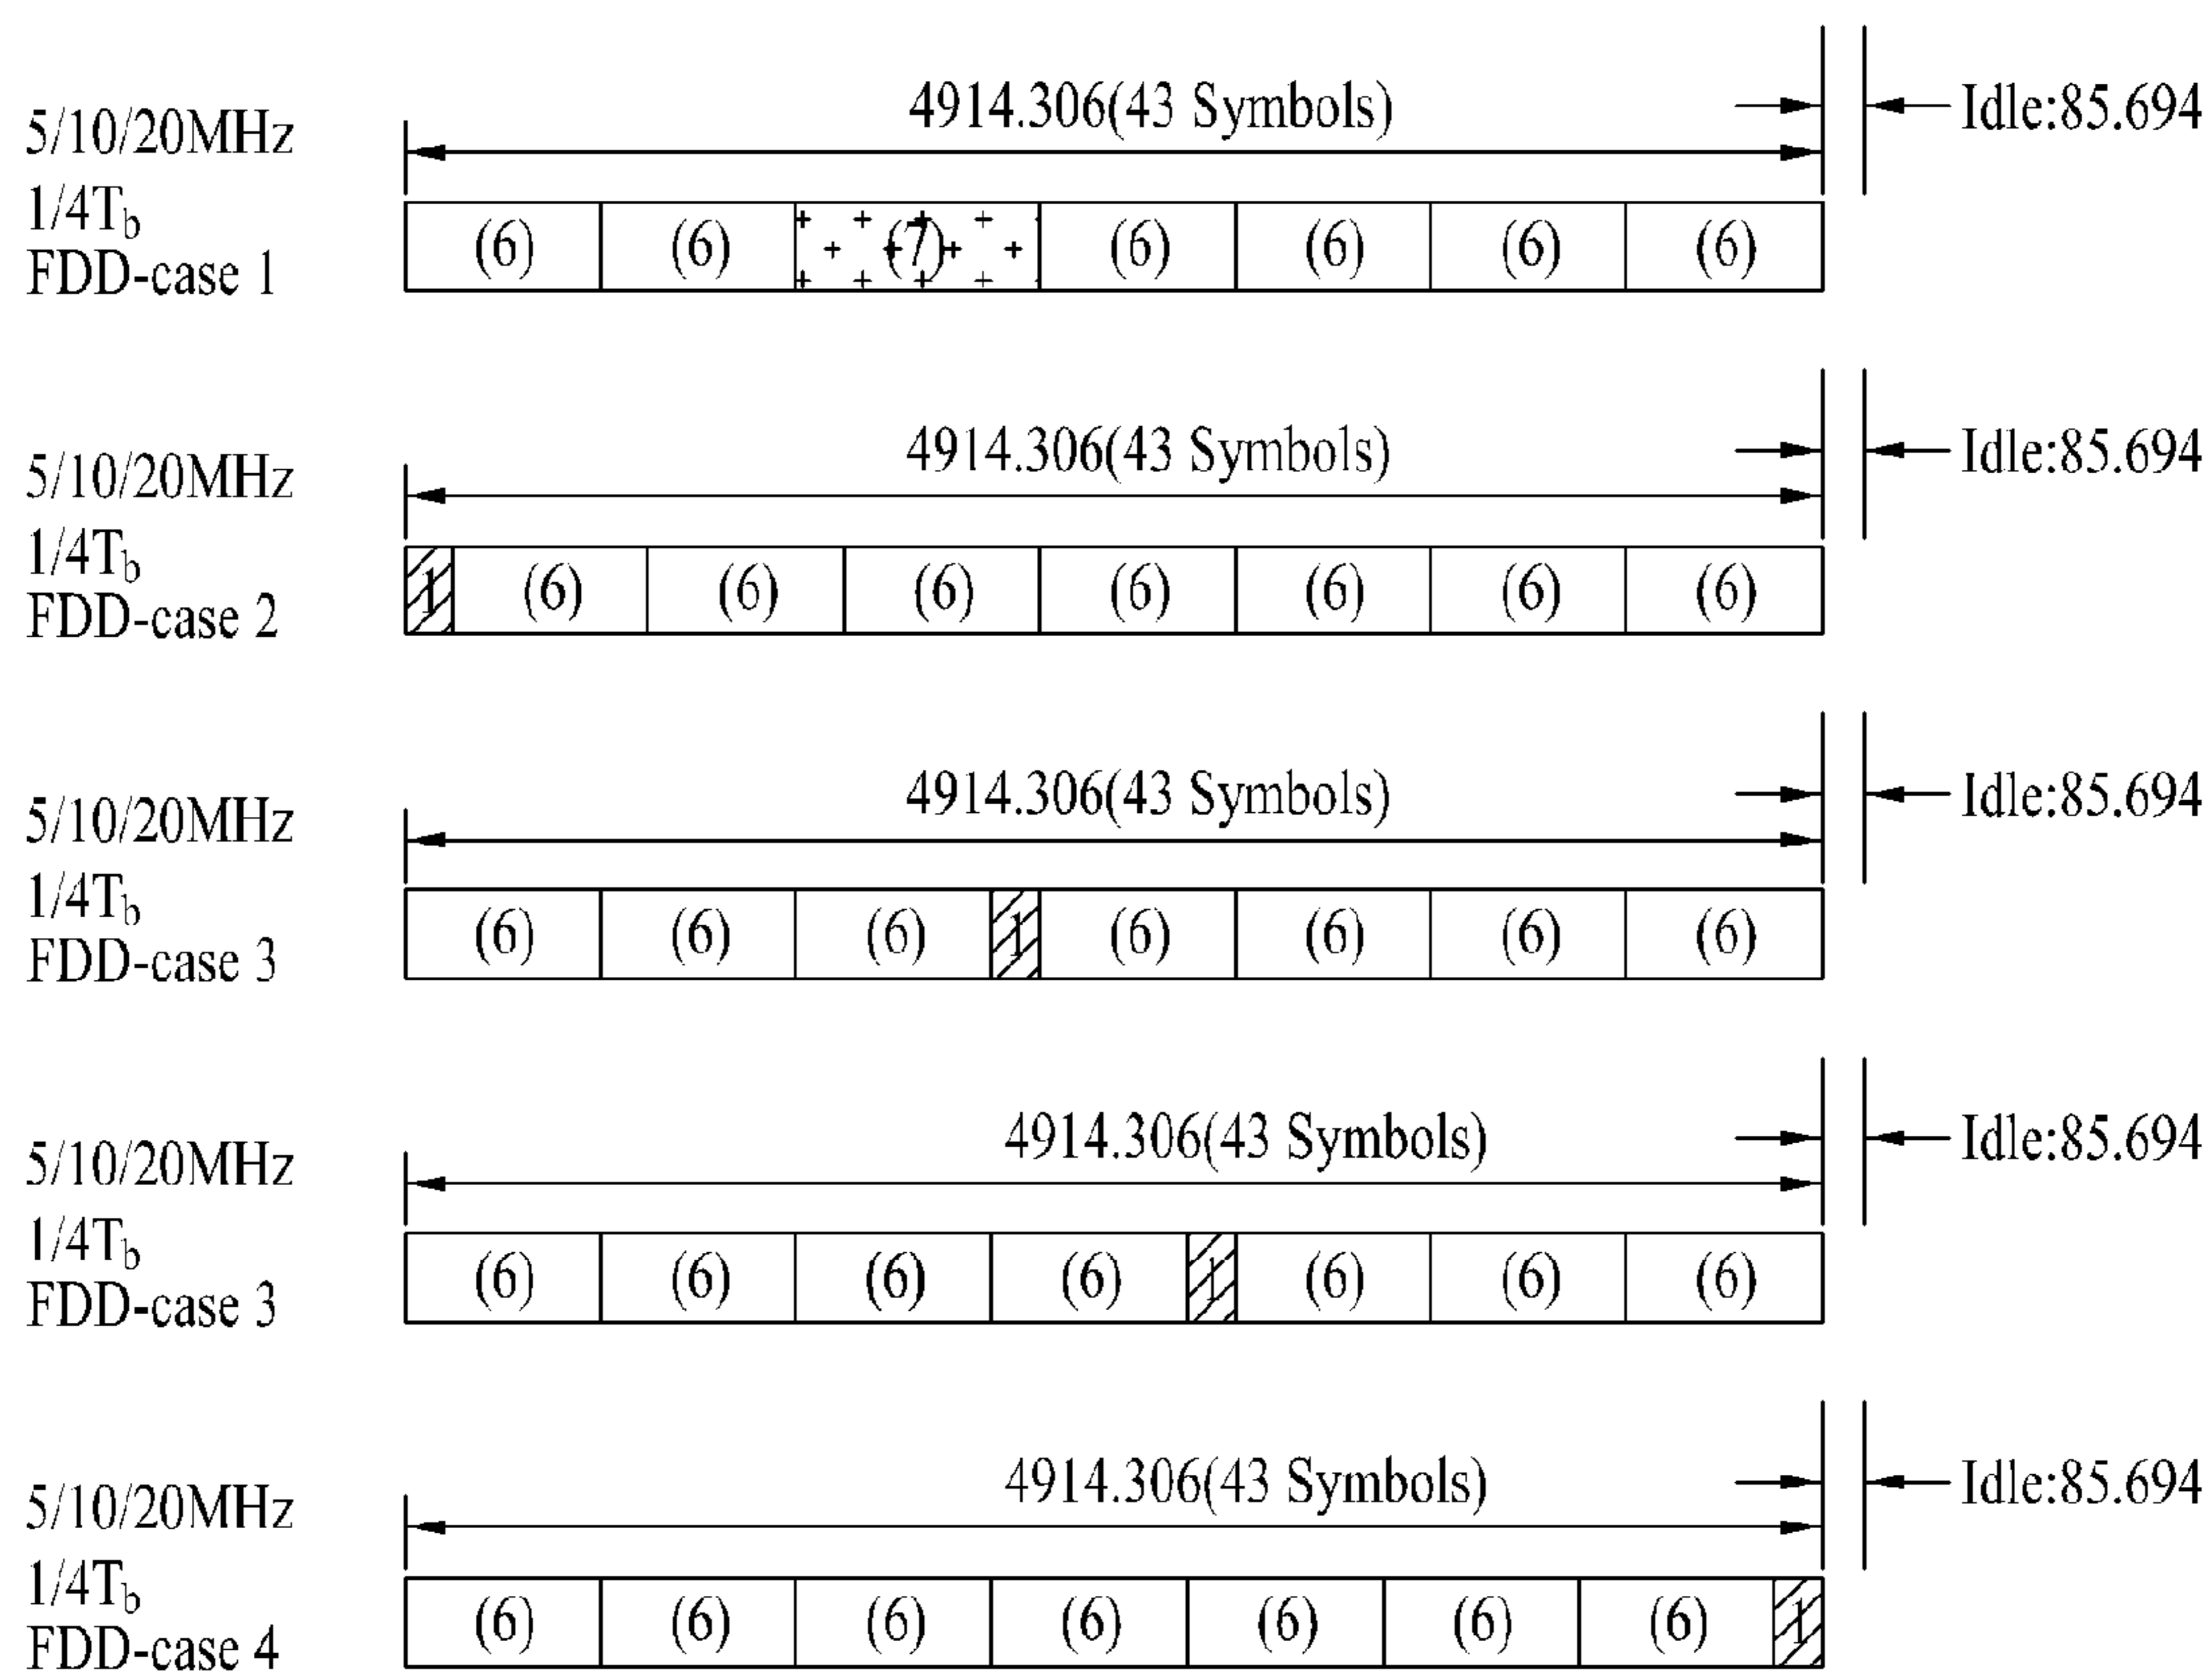 4914.306(43 Symbols)
Idle:85.694
5/10/20MHz
1/4Tb
FDD-case 1
(6) (6) (7) (6) (6) (6) (6)
4914.306(43 Symbols)
Idle:85.694
5/10/20MHz
1/4Tb
FDD-case 2
1 (6) (6) (6) (6) (6) (6) (6)
4914.306(43 Symbols)
Idle:85.694
5/10/20MHz
1/4Tb
FDD-case 3
(6) (6) (6) 1 (6) (6) (6) (6)
4914.306(43 Symbols)
Idle:85.694
5/10/20MHz
1/4Tb
FDD-case 3
(6) (6) (6) (6) 1 (6) (6) (6)
4914.306(43 Symbols)
Idle:85.694
5/10/20MHz
1/4Tb
FDD-case 4
(6) (6) (6) (6) (6) (6) (6) 1